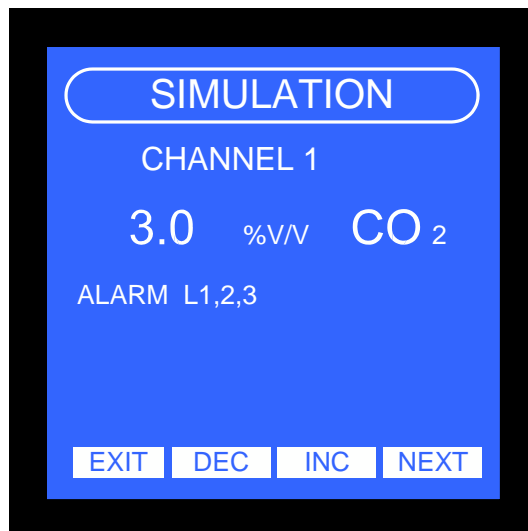 SIMULATION
CHANNEL 1
3.0 %V/V CO 2
ALARM L1,2,3
EXIT DEC INC NEXT